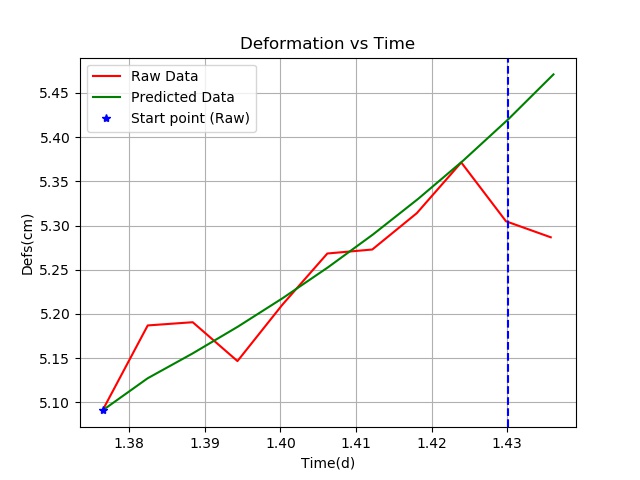 Deformation vs Time
Raw Data
Predicted Data
Start point (Raw)
Defs(cm)
5.45
5.40
5.35
5.30
5.25
5.20
5.15
5.10
1.38 1.39 1.40 1.41 1.42 1.43
Time(d)